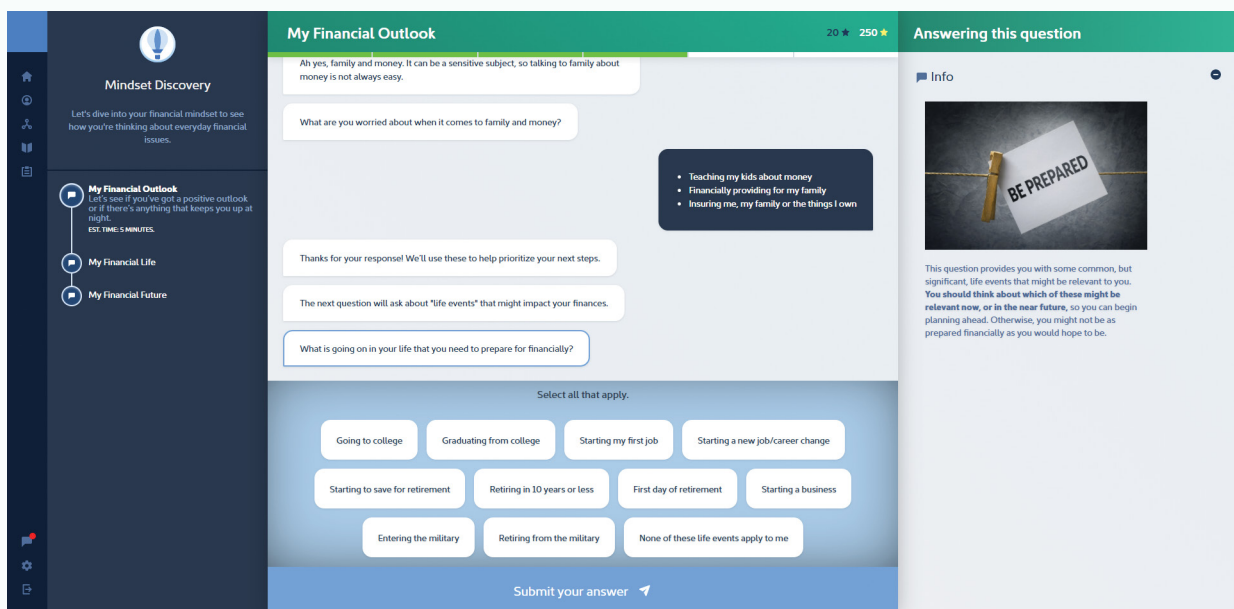 Mindset Discovery
Let's dive into your financial mindset to see
how you're thinking about everyday financial
issues.
My Financial Outlook
Let's see if you've got a positive outlook
or if there's anything that keeps you up at
night.
EST. TIME: 5 MINUTES.
My Financial Life
My Financial Future
My Financial Outlook
20 ★ 250 ★
Ah yes, family and money. It can be a sensitive subject, so talking to family about
money is not always easy.
What are you worried about when it comes to family and money?
• Teaching my kids about money
• Financially providing for my family
• Insuring me, my family or the things I own
Thanks for your response! We'll use these to help prioritize your next steps.
The next question will ask about "life events" that might impact your finances.
What is going on in your life that you need to prepare for financially?
Select all that apply.
Going to college Graduating from college Starting my first job Starting a new job/career change
Starting to save for retirement Retiring in 10 years or less First day of retirement Starting a business
Entering the military Retiring from the military None of these life events apply to me
Submit your answer
Answering this question
Info
BE PREPARED
This question provides you with some common, but
significant, life events that might be relevant to you.
You should think about which of these might be
relevant now, or in the near future, so you can begin
planning ahead. Otherwise, you might not be as
prepared financially as you would hope to be.